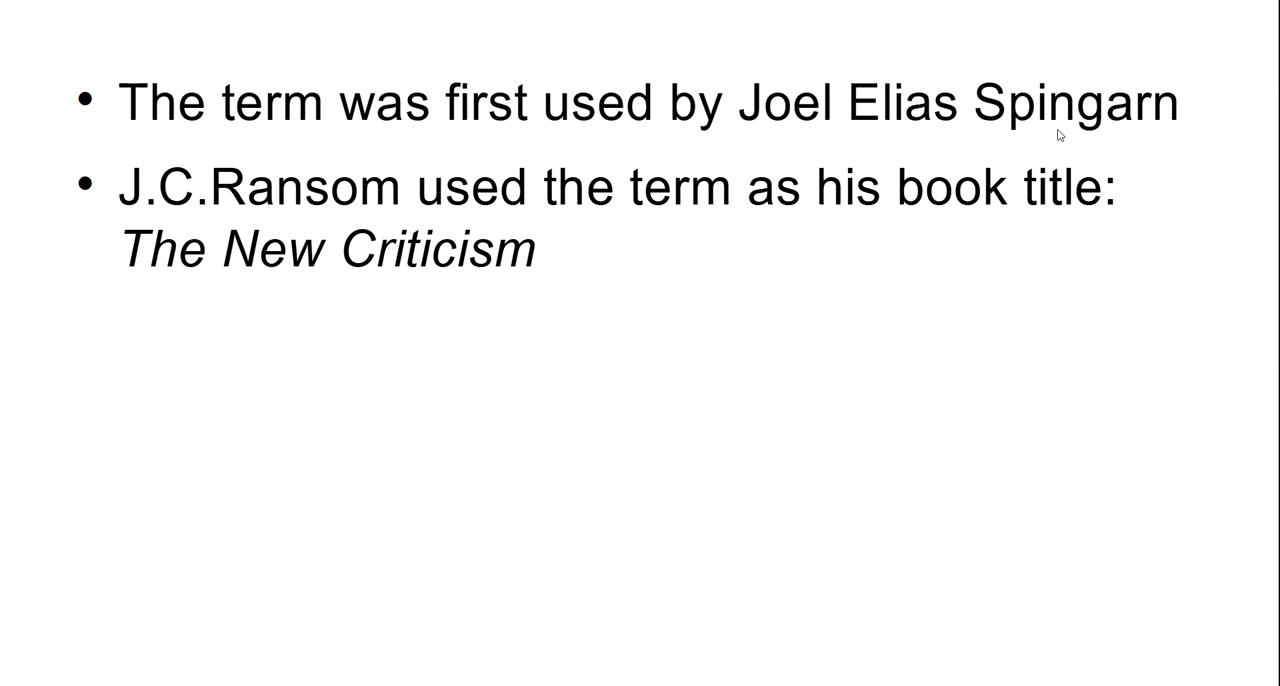 • The term was first used by Joel Elias Spingarn
• J.C.Ransom used the term as his book title:
The New Criticism